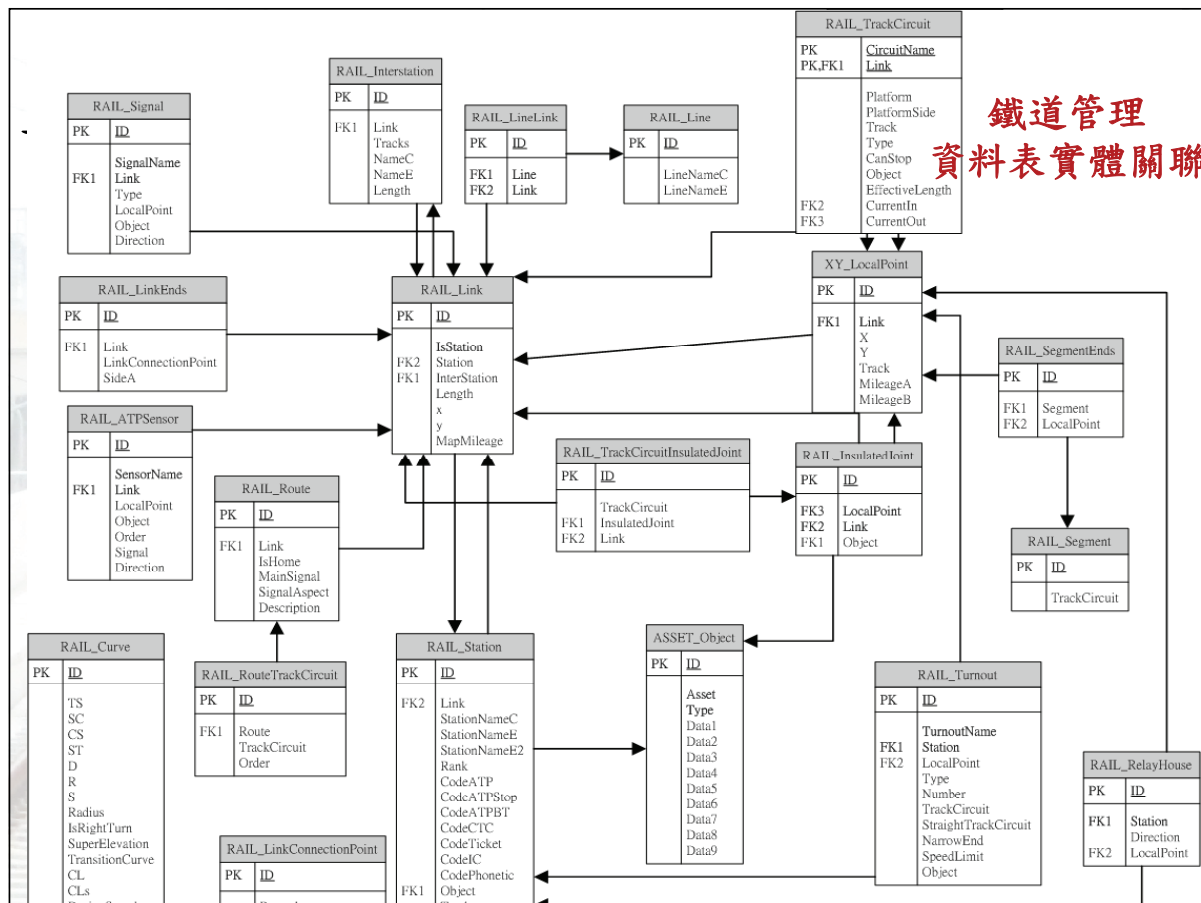 鐵道管理
資料表實體關聯
RAIL_TrackCircuit
PK CircuitName
PK,FK1 Link
Platform
PlatformSide
Track
Type
CanStop
Object
EffectiveLength
FK2 CurrentIn
FK3 CurrentOut
RAIL_Interstation
PK ID
FK1 Link
Tracks
NameC
NameE
Length
RAIL_Signal
PK ID
SignalName
FK1 Link
Type
LocalPoint
Object
Direction
RAIL_LineLink
PK ID
FK1 Line
FK2 Link
RAIL_Line
PK ID
LineNameC
LineNameE
XY_LocalPoint
PK ID
FK1 Link
X
Y
Track
MileageA
MileageB
RAIL_LinkEnds
PK ID
FK1 Link
LinkConnectionPoint
SideA
RAIL_Link
PK ID
IsStation
FK2 Station
FK1 InterStation
Length
x
y
MapMileage
RAIL_SegmentEnds
PK ID
FK1 Segment
FK2 LocalPoint
RAIL_ATPSensor
PK ID
SensorName
FK1 Link
LocalPoint
Object
Order
Signal
Direction
RAIL_TrackCircuitInsulatedJoint
PK ID
TrackCircuit
FK1 InsulatedJoint
FK2 Link
RAIL_InsulatedJoint
PK ID
FK3 LocalPoint
FK2 Link
FK1 Object
RAIL_Route
PK ID
FK1 Link
IsHome
MainSignal
SignalAspect
Description
RAIL_Segment
PK ID
TrackCircuit
RAIL_Curve
PK ID
TS
SC
CS
ST
D
R
S
Radius
IsRightTurn
SuperElevation
TransitionCurve
CL
CLs
RAIL_RouteTrackCircuit
PK ID
FK1 Route
TrackCircuit
Order
RAIL_Station
PK ID
FK2 Link
StationNameC
StationNameE
StationNameE2
Rank
CodeATP
CodeATPStop
CodeATPBT
CodeCTC
CodeTicket
CodeIC
CodePhonetic
FK1 Object
ASSET_Object
PK ID
Asset
Type
Data1
Data2
Data3
Data4
Data5
Data6
Data7
Data8
Data9
RAIL_Turnout
PK ID
TurnoutName
FK1 Station
FK2 LocalPoint
Type
Number
TrackCircuit
StraightTrackCircuit
NarrowEnd
SpeedLimit
Object
RAIL_RelayHouse
PK ID
FK1 Station
Direction
FK2 LocalPoint
RAIL_LinkConnectionPoint
PK ID